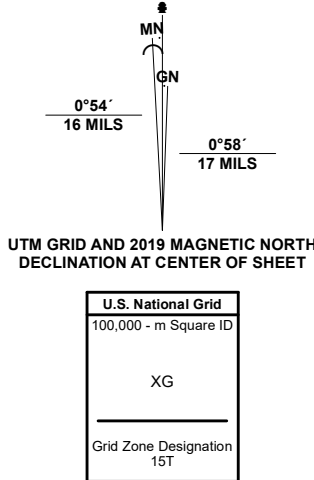 MN
GN
0°54´
16 MILS
0°58´
17 MILS
UTM GRID AND 2019 MAGNETIC NORTH
DECLINATION AT CENTER OF SHEET
U.S. National Grid
100,000 - m Square ID
XG
Grid Zone Designation
15T